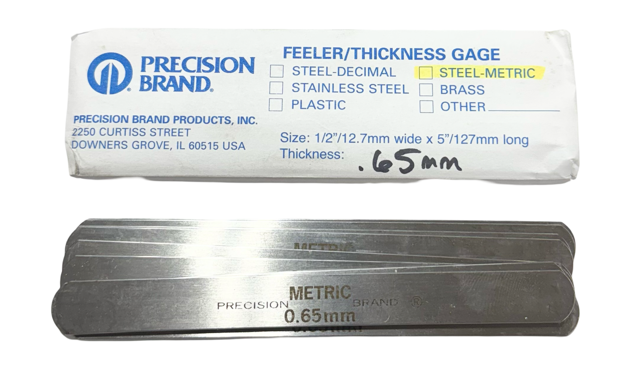 PRECISION
BRAND®
PRECISION BRAND PRODUCTS, INC.
2250 CURTISS STREET
DOWNERS GROVE, IL 60515 USA
FEELER/THICKNESS GAGE
STEEL-DECIMAL STEEL-METRIC
STAINLESS STEEL BRASS
PLASTIC OTHER
Size: 1/2"/12.7mm wide x 5"/127mm long
Thickness: .65mm
METRIC
METRIC
PRECISION BRAND
0.65mm